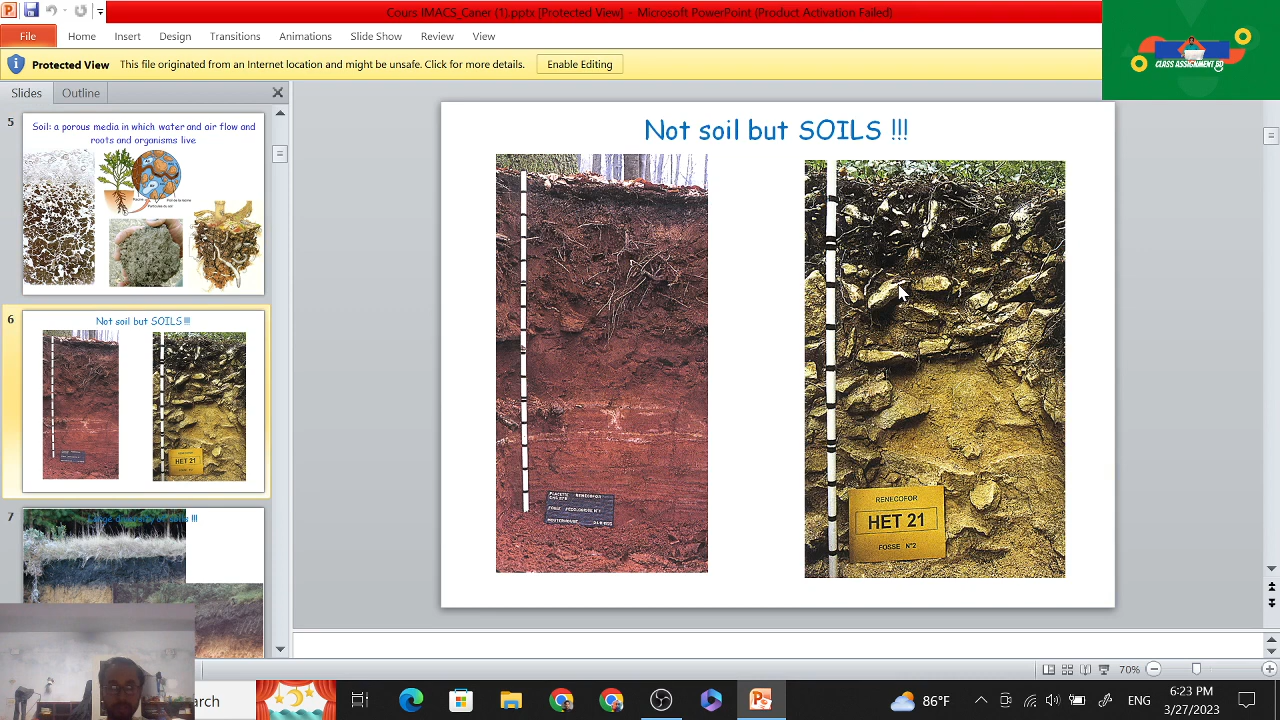 Cours IMACS_Caner (1).pptx [Protected View] - Microsoft PowerPoint (Product Activation Failed)
File Home Insert Design Transitions Animations Slide Show Review View
Protected View This file originated from an Internet location and might be unsafe. Click for more details. Enable Editing
CLASS ASSIGNMENT BD
Slides Outline
5
Soil: a porous media in which water and air flow and
roots and organisms live
6
Not soil but SOILS !!!
HET 21
7
of soils !!!
Not soil but SOILS !!!
RENECOFOR
HET 21
FOSSE N°2
70%
arch
86°F
ENG
6:23 PM
3/27/2023